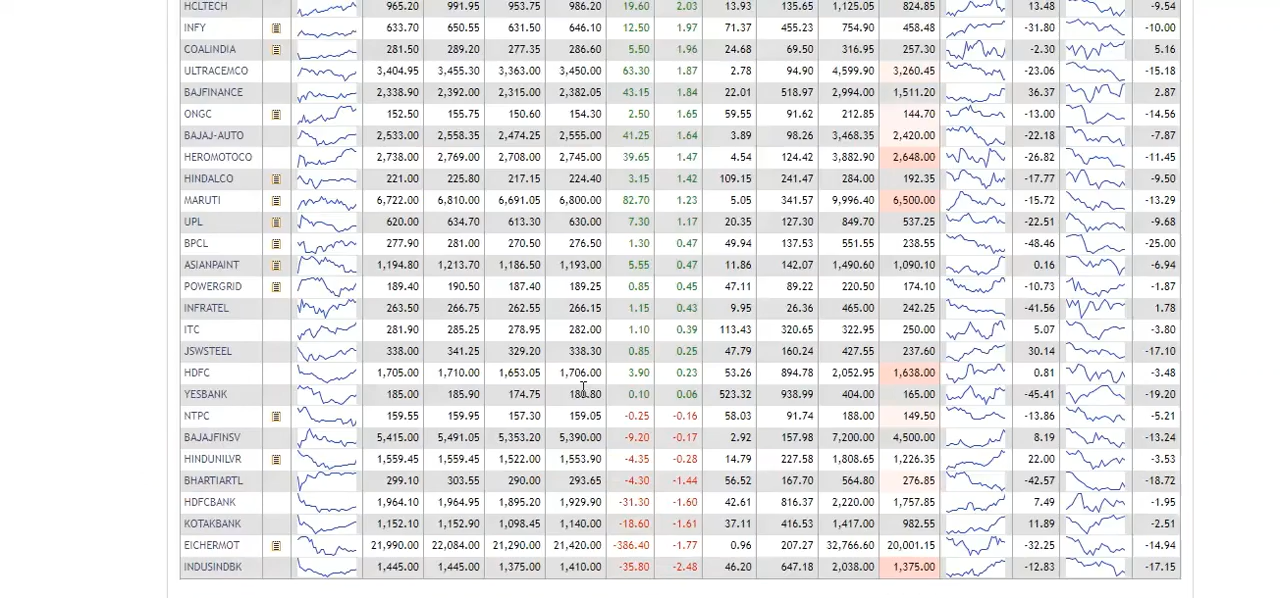 HCLTECH 965.20 991.95 953.75 986.20 19.60 2.03 13.93 135.65 1,125.05 824.85 13.48 -9.54
INFY 633.70 650.55 631.50 646.10 12.50 1.97 71.37 455.23 754.90 458.48 -31.80 -10.00
COALINDIA 281.50 289.20 277.35 286.60 5.50 1.96 24.68 69.50 316.95 257.30 -2.30 5.16
ULTRACEMCO 3,404.95 3,455.30 3,363.00 3,450.00 63.30 1.87 2.78 94.90 4,599.90 3,260.45 -23.06 -15.18
BAJFINANCE 2,338.90 2,392.00 2,315.00 2,382.05 43.15 1.84 22.01 518.97 2,994.00 1,511.20 36.37 2.87
ONGC 152.50 155.75 150.60 154.30 2.50 1.65 59.55 91.62 212.85 144.70 -13.00 -14.56
BAJAJ-AUTO 2,533.00 2,558.35 2,474.25 2,555.00 41.25 1.64 3.89 98.26 3,468.35 2,420.00 -22.18 -7.87
HEROMOTOCO 2,738.00 2,769.00 2,708.00 2,745.00 39.65 1.47 4.54 124.42 3,882.90 2,648.00 -26.82 -11.45
HINDALCO 221.00 225.80 217.15 224.40 3.15 1.42 109.15 241.47 284.00 192.35 -17.77 -9.50
MARUTI 6,722.00 6,810.00 6,691.05 6,800.00 82.70 1.23 5.05 341.57 9,996.40 6,500.00 -15.72 -13.29
UPL 620.00 634.70 613.30 630.00 7.30 1.17 20.35 127.30 849.70 537.25 -22.51 -9.68
BPCL 277.90 281.00 270.50 276.50 1.30 0.47 49.94 137.53 551.55 238.55 -48.46 -25.00
ASIANPAINT 1,194.80 1,213.70 1,186.50 1,193.00 5.55 0.47 11.86 142.07 1,490.60 1,090.10 0.16 -6.94
POWERGRID 189.40 190.50 187.40 189.25 0.85 0.45 47.11 89.22 220.50 174.10 -10.73 -1.87
INFRATEL 263.50 266.75 262.55 266.15 1.15 0.43 9.95 26.36 465.00 242.25 -41.56 1.78
ITC 281.90 285.25 278.95 282.00 1.10 0.39 113.43 320.65 322.95 250.00 5.07 -3.80
JSWSTEEL 338.00 341.25 329.20 338.30 0.85 0.25 47.79 160.24 427.55 237.60 30.14 -17.10
HDFC 1,705.00 1,710.00 1,653.05 1,706.00 3.90 0.23 53.26 894.78 2,052.95 1,638.00 0.81 -3.48
YESBANK 185.00 185.90 174.75 180.80 0.10 0.06 523.32 938.99 404.00 165.00 -45.41 -19.20
NTPC 159.55 159.95 157.30 159.05 -0.25 -0.16 58.03 91.74 188.00 149.50 -13.86 -5.21
BAJAJFINSV 5,415.00 5,491.05 5,353.20 5,390.00 -9.20 -0.17 2.92 157.98 7,200.00 4,500.00 8.19 -13.24
HINDUNILVR 1,559.45 1,559.45 1,522.00 1,553.90 -4.35 -0.28 14.79 227.58 1,808.65 1,226.35 22.00 -3.53
BHARTIARTL 299.10 303.55 290.00 293.65 -4.30 -1.44 56.52 167.70 564.80 276.85 -42.57 -18.72
HDFCBANK 1,964.10 1,964.95 1,895.20 1,929.90 -31.30 -1.60 42.61 816.37 2,220.00 1,757.85 7.49 -1.95
KOTAKBANK 1,152.10 1,152.90 1,098.45 1,140.00 -18.60 -1.61 37.11 416.53 1,417.00 982.55 11.89 -2.51
EICHERMOT 21,990.00 22,084.00 21,290.00 21,420.00 -386.40 -1.77 0.96 207.27 32,766.60 20,001.15 -32.25 -14.94
INDUSINDBK 1,445.00 1,445.00 1,375.00 1,410.00 -35.80 -2.48 46.20 647.18 2,038.00 1,375.00 -12.83 -17.15